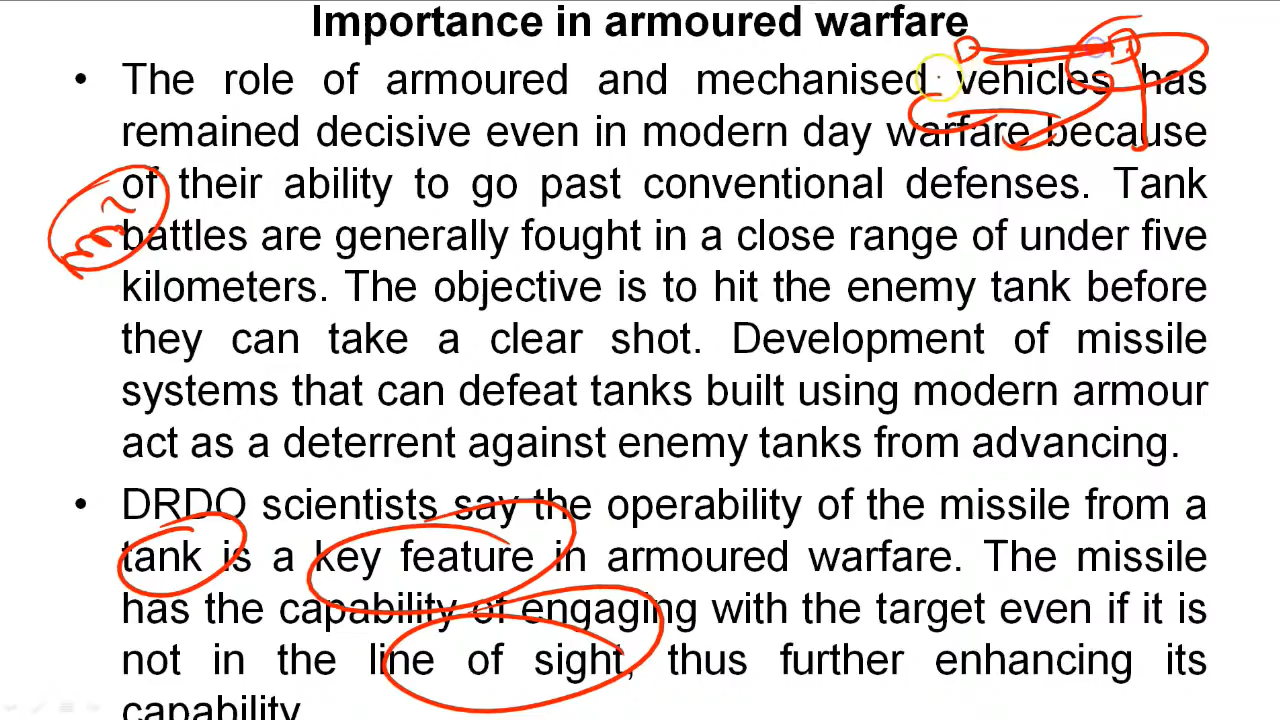 Importance in armoured warfare
• The role of armoured and mechanised vehicles has
remained decisive even in modern day warfare because
of their ability to go past conventional defenses. Tank
battles are generally fought in a close range of under five
kilometers. The objective is to hit the enemy tank before
they can take a clear shot. Development of missile
systems that can defeat tanks built using modern armour
act as a deterrent against enemy tanks from advancing.
• DRDO scientists say the operability of the missile from a
tank is a key feature in armoured warfare. The missile
has the capability of engaging with the target even if it is
not in the line of sight, thus further enhancing its
capability.